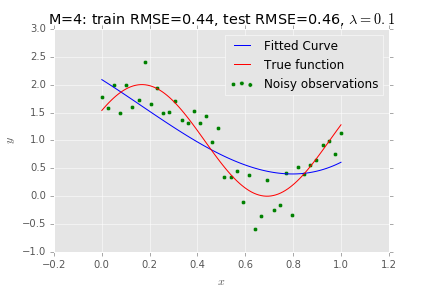 M=4: train RMSE=0.44, test RMSE=0.46, λ=0.1
3.0
2.5
2.0
1.5
1.0
0.5
0.0
−0.5
−1.0
y
Fitted Curve
True function
Noisy observations
−0.2 0.0 0.2 0.4 0.6 0.8 1.0 1.2
x